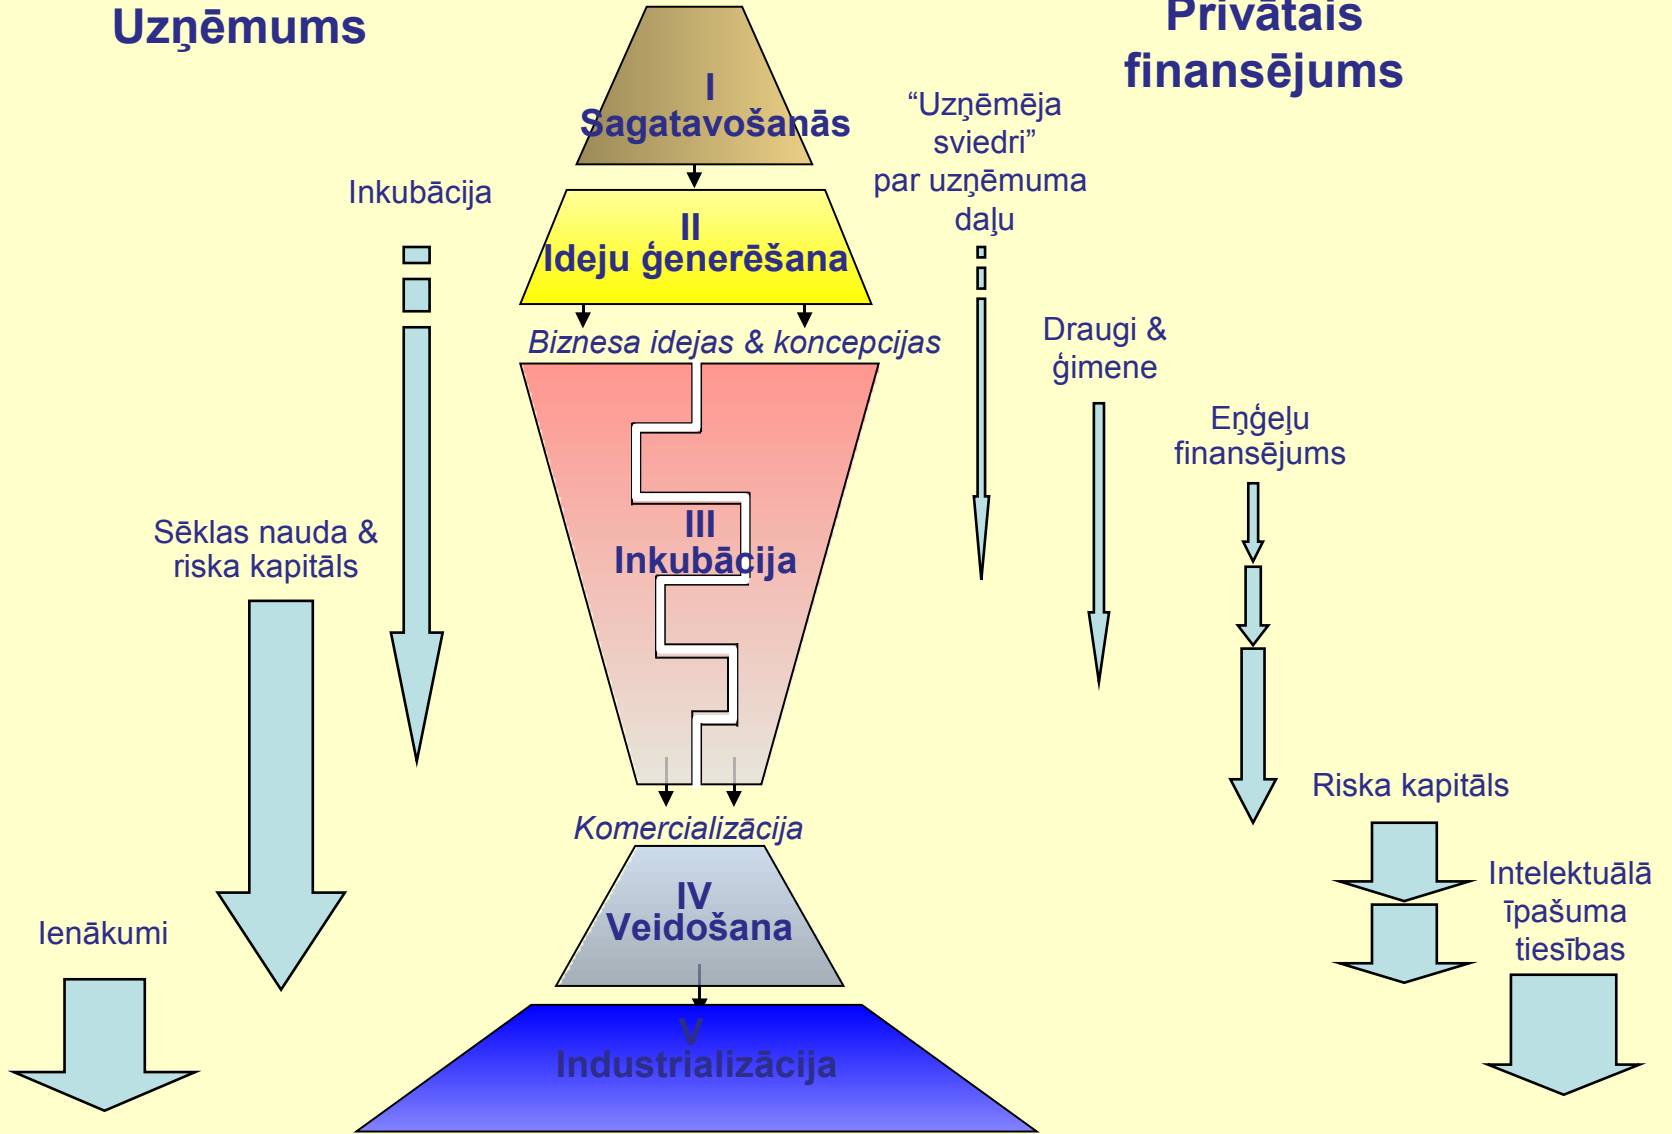 Uzņēmums
Privātais
finansējums
I
Sagatavošanās
“Uzņēmēja
sviedri”
par uzņēmuma
daļu
Inkubācija
II
Ideju ģenerēšana
Biznesa idejas & koncepcijas
Draugi &
ģimene
Eņģeļu
finansējums
III
Inkubācija
Sēklas nauda &
riska kapitāls
Riska kapitāls
Komercializācija
IV
Veidošana
Intelektuālā
īpašuma
tiesības
Ienākumi
V
Industrializācija